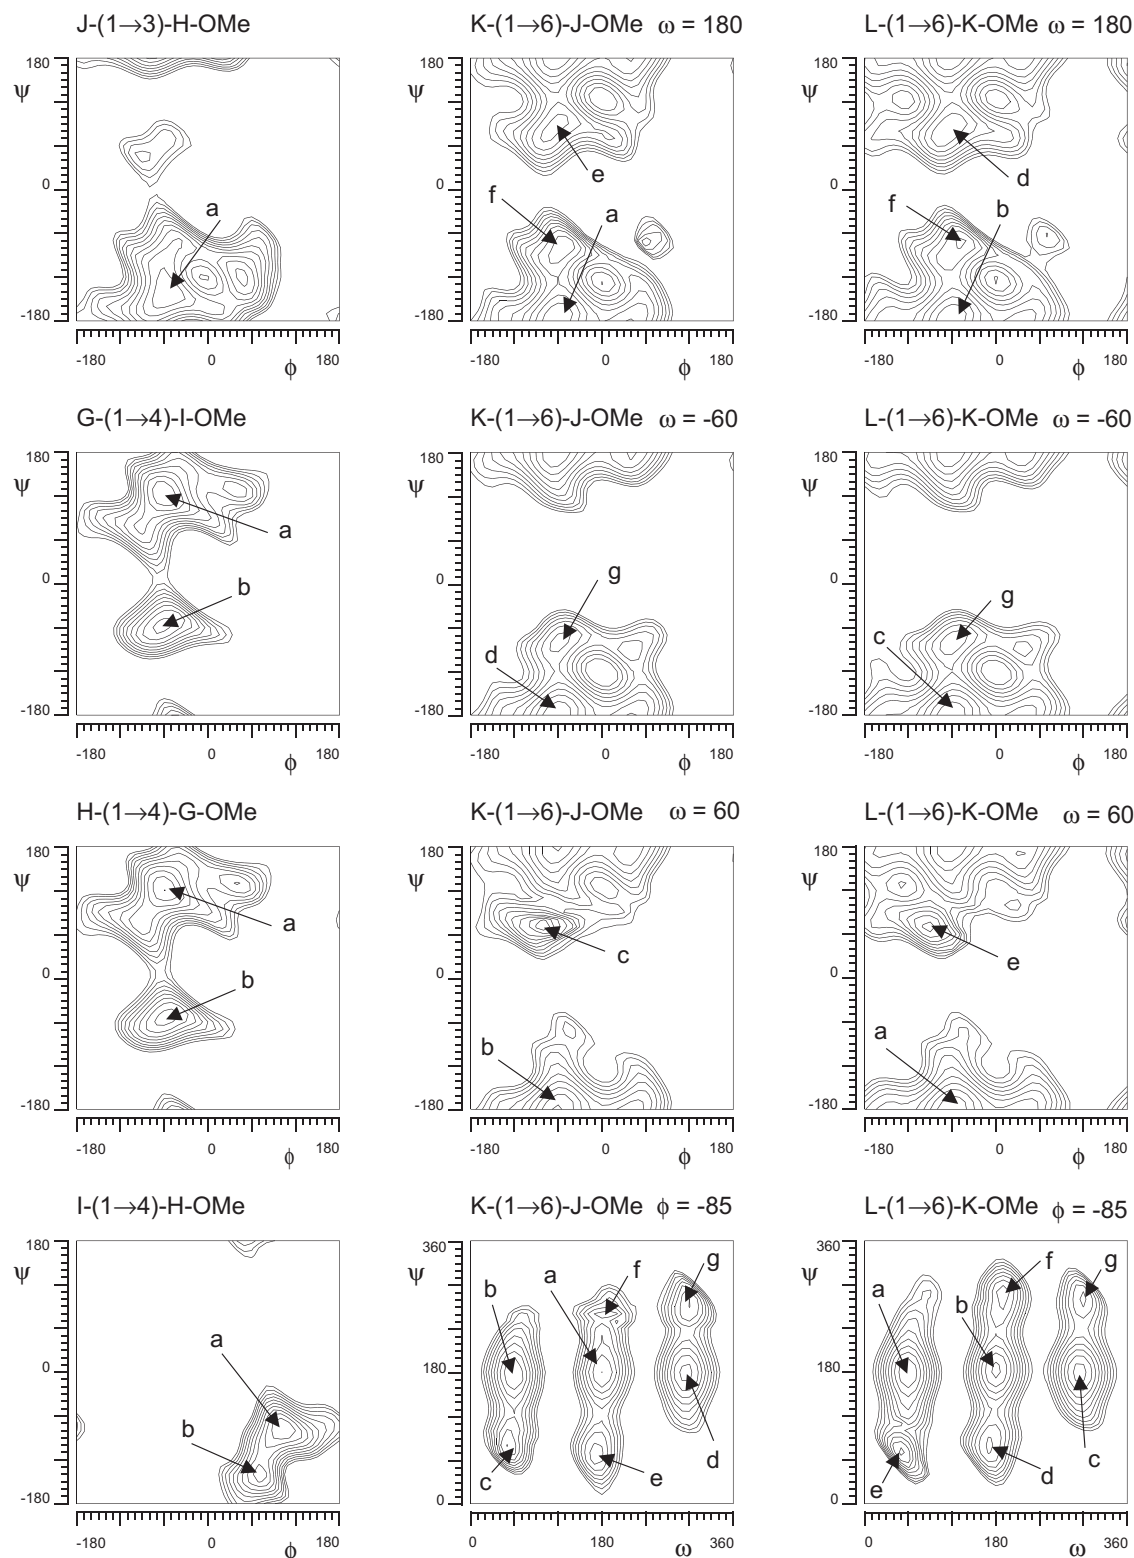 J-(1→3)-H-OMe
K-(1→6)-J-OMe ω = 180
L-(1→6)-K-OMe ω = 180
180
ψ
0
-180
a
-180 0 180
ϕ
180
ψ
0
-180
e
f
a
-180 0 180
ϕ
180
ψ
0
-180
d
f
b
-180 0 180
ϕ
G-(1→4)-I-OMe
K-(1→6)-J-OMe ω = -60
L-(1→6)-K-OMe ω = -60
180
ψ
0
-180
a
b
-180 0 180
ϕ
180
ψ
0
-180
g
d
-180 0 180
ϕ
180
ψ
0
-180
g
c
-180 0 180
ϕ
H-(1→4)-G-OMe
K-(1→6)-J-OMe ω = 60
L-(1→6)-K-OMe ω = 60
180
ψ
0
-180
a
b
-180 0 180
ϕ
180
ψ
0
-180
c
b
-180 0 180
ϕ
180
ψ
0
-180
e
a
-180 0 180
ϕ
I-(1→4)-H-OMe
K-(1→6)-J-OMe ϕ = -85
L-(1→6)-K-OMe ϕ = -85
180
ψ
0
-180
a
b
-180 0 180
ϕ
360
ψ
180
0
b
a
f
g
c
e
d
0 180 360
ω
360
ψ
180
0
a
b
f
g
e
d
c
0 180 360
ω